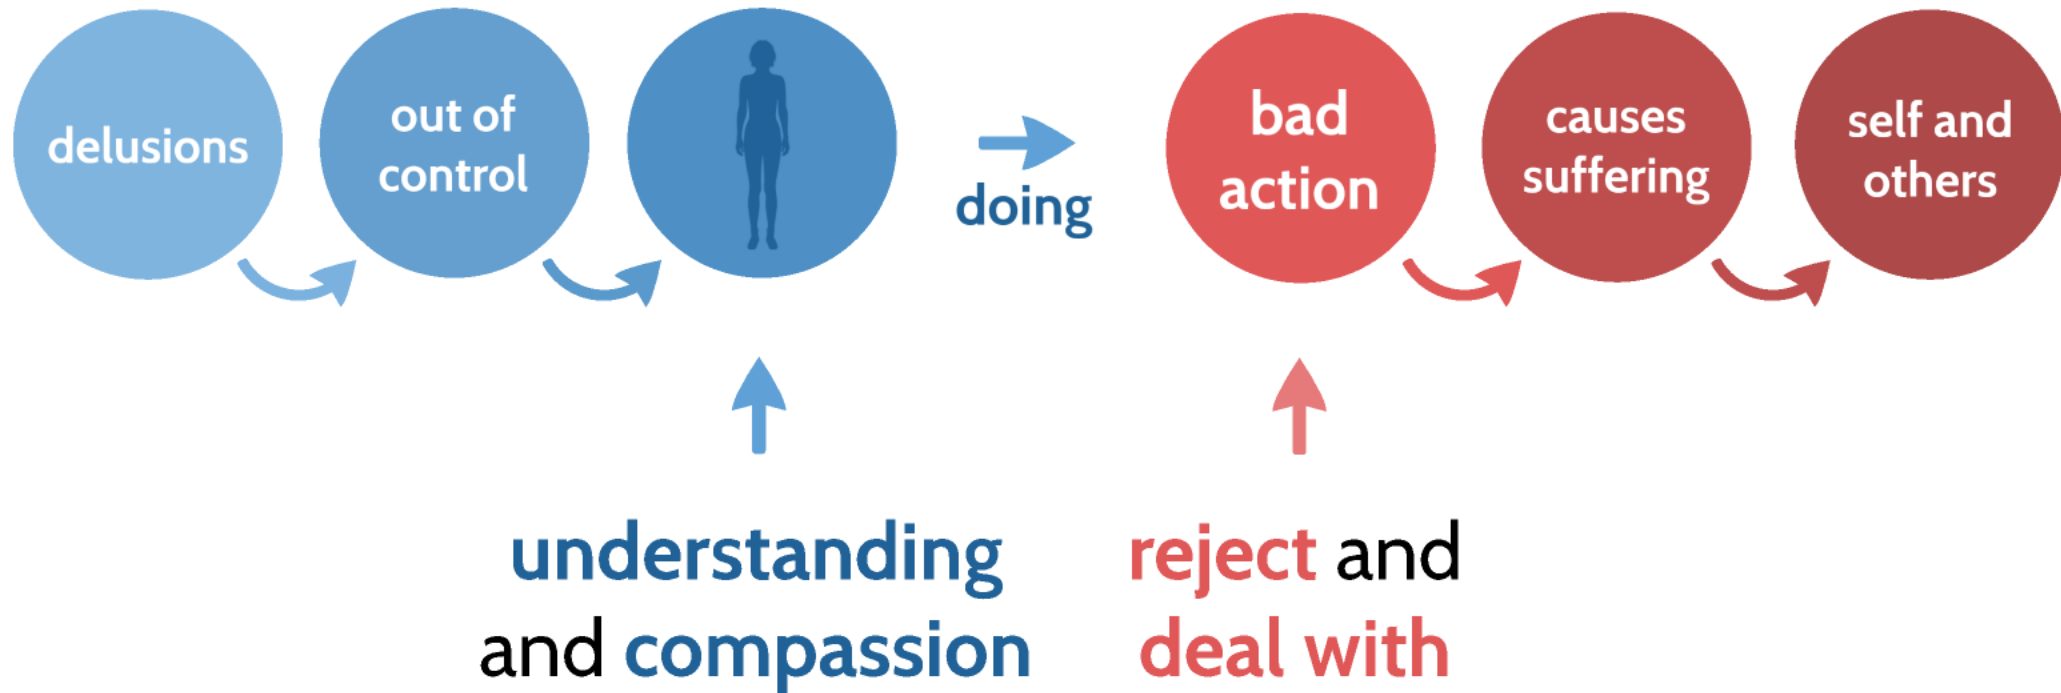 delusions
out of
control
doing
bad
action
causes
suffering
self and
others
understanding
and compassion
reject and
deal with